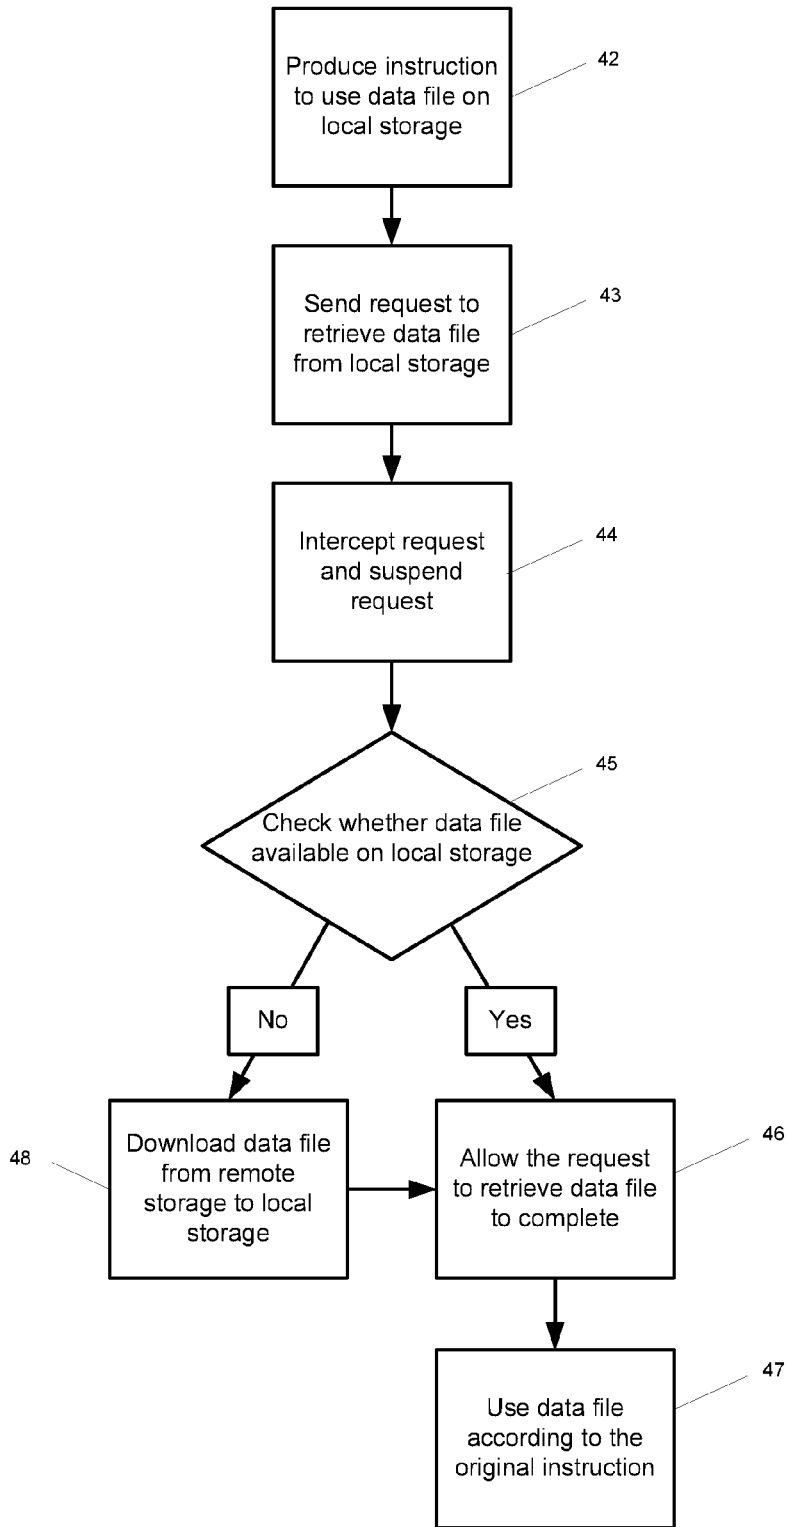 Produce instruction
to use data file on
local storage
42
Send request to
retrieve data file
from local storage
43
Intercept request
and suspend
request
44
45
Check whether data file
available on local storage
No
Yes
Download data file
from remote
storage to local
storage
48
Allow the request
to retrieve data file
to complete
46
Use data file
according to the
original instruction
47